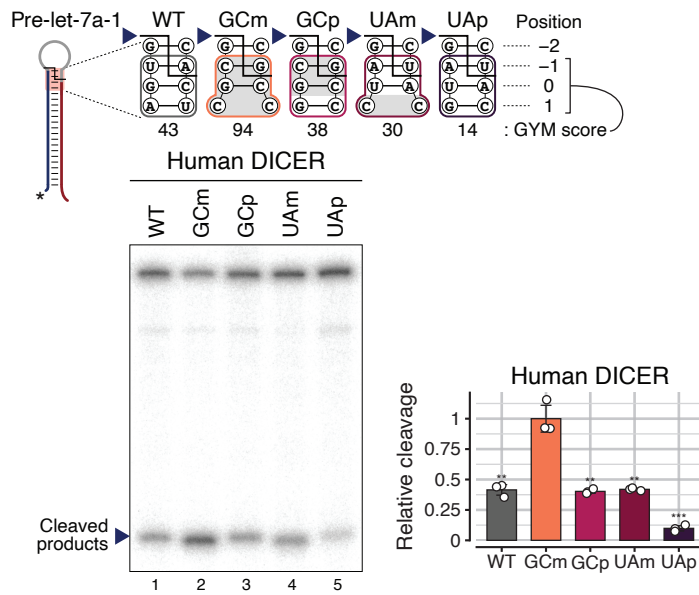 Pre-let-7a-1 WT GCm GCp UAm UAp Position
G C G C G C G C G C −2
U A C G C G A U A U −1
G C G C G C U A U A 0
A U C C G C C C G C 1
43 94 38 30 14 : GYM score
*
Human DICER
WT GCm GCp UAm UAp
Cleaved
products
1 2 3 4 5
Human DICER
Relative cleavage
1
0.75
0.5
0.25
0
** ** ** ***
WT GCm GCp UAm UAp